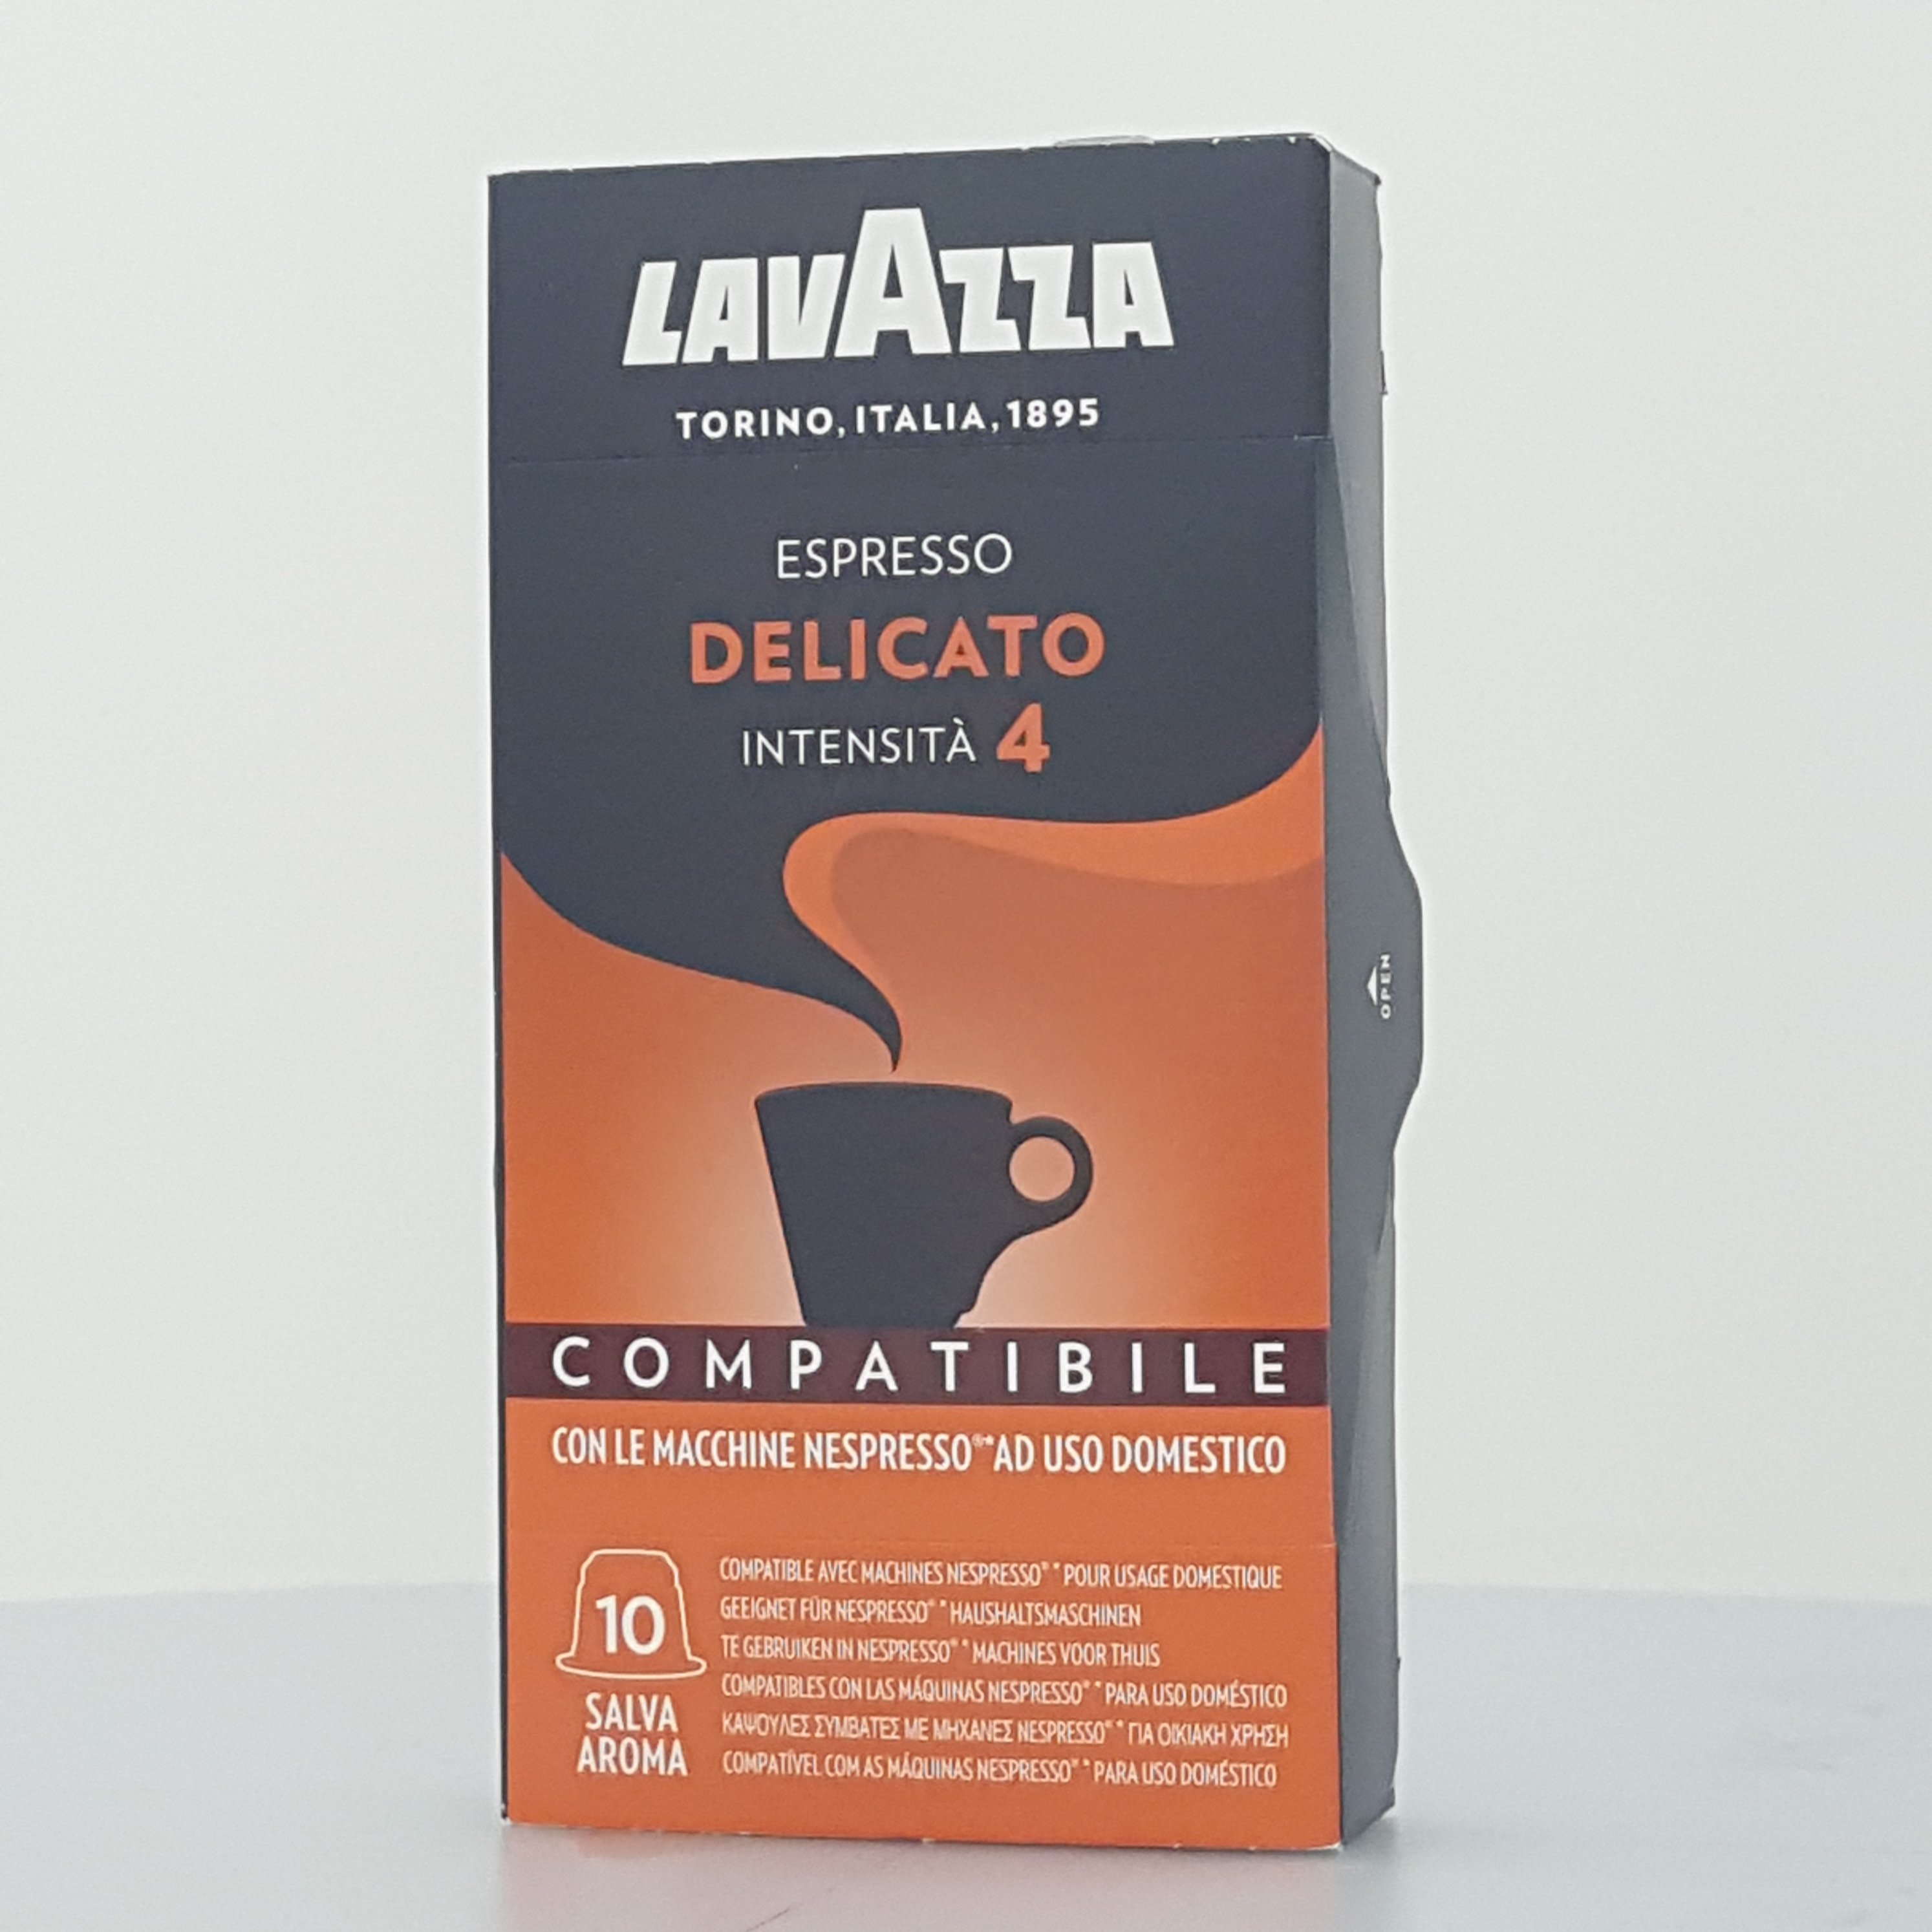 LAVAZZA
TORINO, ITALIA, 1895
ESPRESSO
DELICATO
INTENSITÀ 4
OPEN
COMPATIBILE
CON LE MACCHINE NESPRESSO®* AD USO DOMESTICO
10
SALVA
AROMA
COMPATIBLE AVEC MACHINES NESPRESSO®* POUR USAGE DOMESTIQUE
GEEIGNET FÜR NESPRESSO®* HAUSHALTSMASCHINEN
TE GEBRUIKEN IN NESPRESSO®* MACHINES VOOR THUIS
COMPATIBLES CON LAS MÁQUINAS NESPRESSO®* PARA USO DOMÉSTICO
ΚΑΨΟΥΛΕΣ ΣΥΜΒΑΤΕΣ ΜΕ ΜΗΧΑΝΕΣ NESPRESSO®* ΓΙΑ ΟΙΚΙΑΚΗ ΧΡΗΣΗ
COMPATÍVEL COM AS MÁQUINAS NESPRESSO®* PARA USO DOMÉSTICO